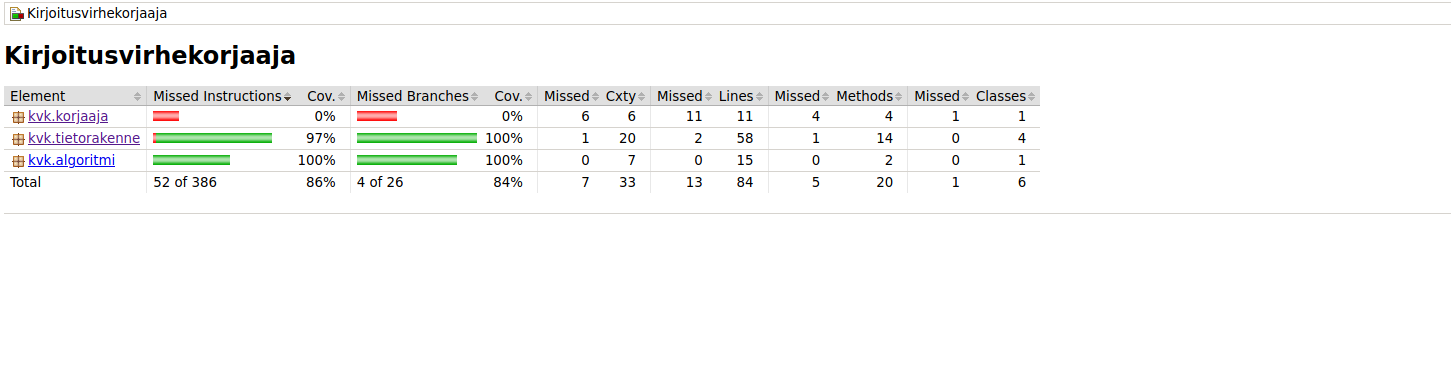 Kirjoitusvirhekorjaaja
Kirjoitusvirhekorjaaja
Element Missed Instructions Cov. Missed Branches Cov. Missed Cxty Missed Lines Missed Methods Missed Classes
kvk.korjaaja 0% 0% 6 6 11 11 4 4 1 1
kvk.tietorakenne 97% 100% 1 20 2 58 1 14 0 4
kvk.algoritmi 100% 100% 0 7 0 15 0 2 0 1
Total 52 of 386 86% 4 of 26 84% 7 33 13 84 5 20 1 6